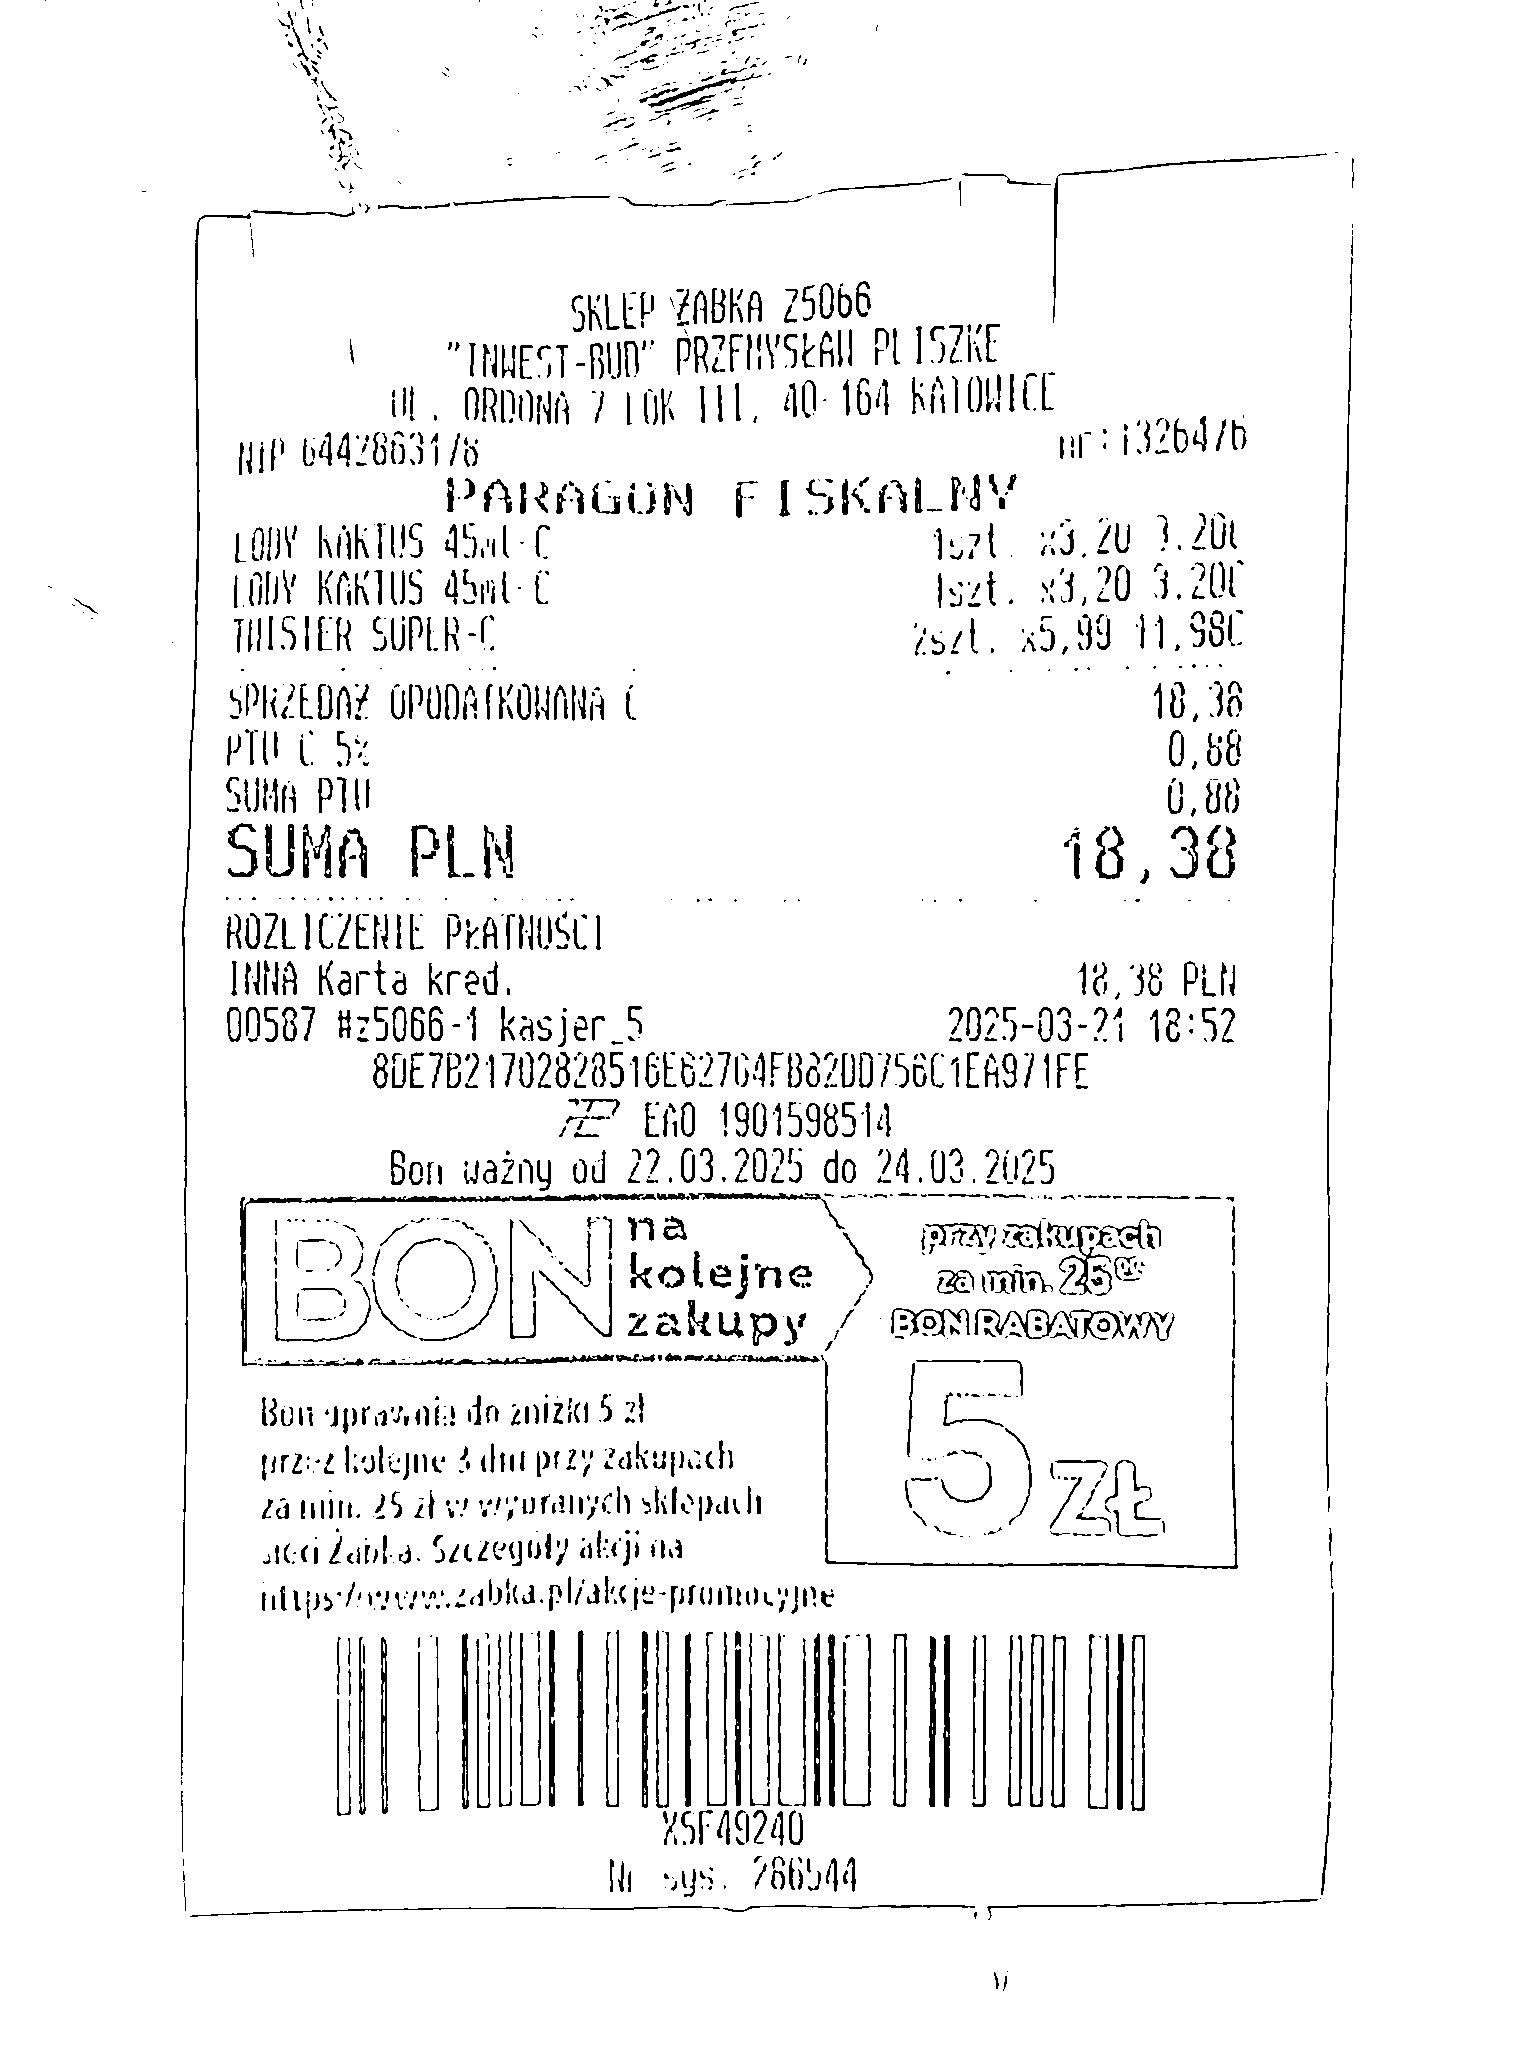 SKLEP ŻABKA Z5066
"INWEST-BUD" PRZEMYSŁAW PLISZKE
UL. ORDONA 7 LOK III, 40-164 KATOWICE
NIP 6442863178 nr:1326476
PARAGON FISKALNY
LODY KAKTUS 45ml-C 1szt. x3,20 3,20C
LODY KAKTUS 45ml-C 1szt. x3,20 3,20C
TWISTER SUPER-C 2szt. x5,99 11,98C
SPRZEDAŻ OPODATKOWANA C 18,38
PTU C 5% 0,88
SUMA PTU 0,88
SUMA PLN 18,38
ROZLICZENIE PŁATNOŚCI
INNA Karta kred. 18,38 PLN
00587 #z5066-1 kasjer_5 2025-03-21 18:52
EAO 1901598514
Bon ważny od 22.03.2025 do 24.03.2025
BON na kolejne zakupy
przy zakupach
za min. 25⁰⁰
BON RABATOWY
5 ZŁ
Bon uprawnia do zniżki 5 zł
przez kolejne 3 dni przy zakupach
za min. 25 zł w wybranych sklepach
sieci Żabka. Szczegóły akcji na
https://www.zabka.pl/akcje-promocyjne
X5F49240
Nr sys. 286544